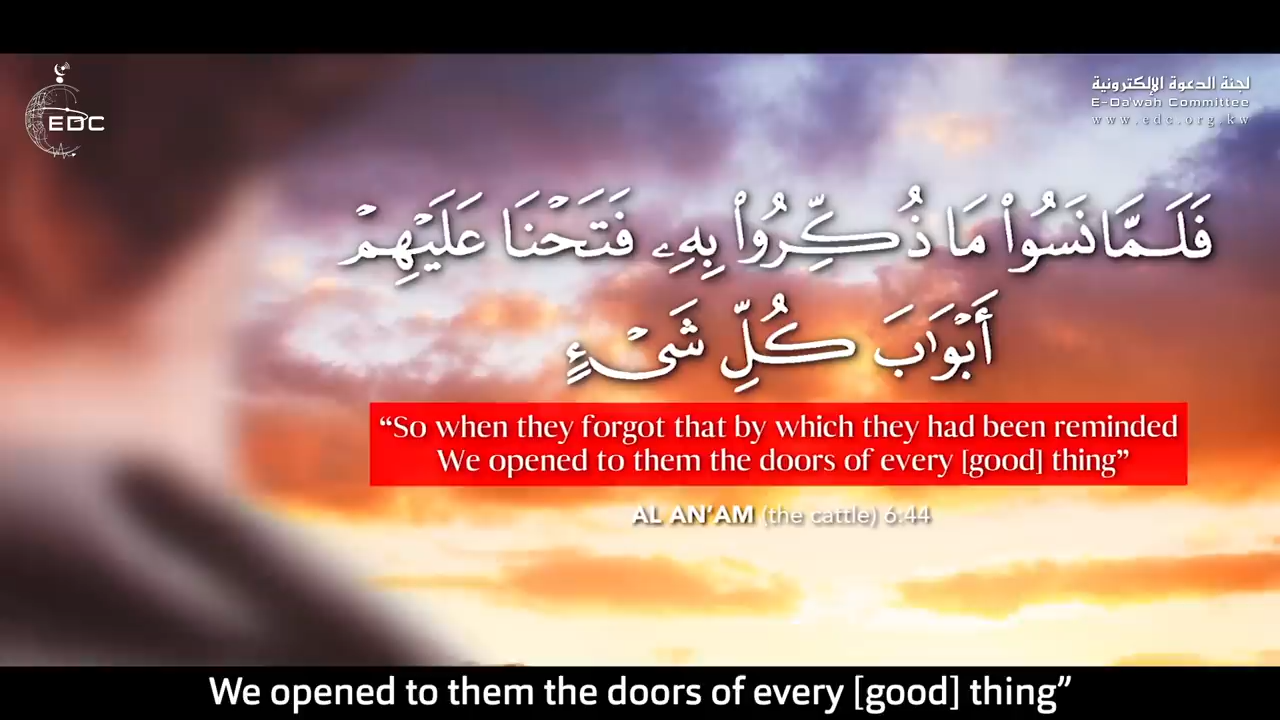 EDC
لجنة الدعوة الإلكترونية
E-Da'wah Committee
www.edc.org.kw
فَلَمَّا نَسُوا۟ مَا ذُكِّرُوا۟ بِهِۦ فَتَحْنَا عَلَيْهِمْ
أَبْوَٰبَ كُلِّ شَىْءٍ
“So when they forgot that by which they had been reminded
We opened to them the doors of every [good] thing”
AL AN’AM (the cattle) 6:44
We opened to them the doors of every [good] thing”